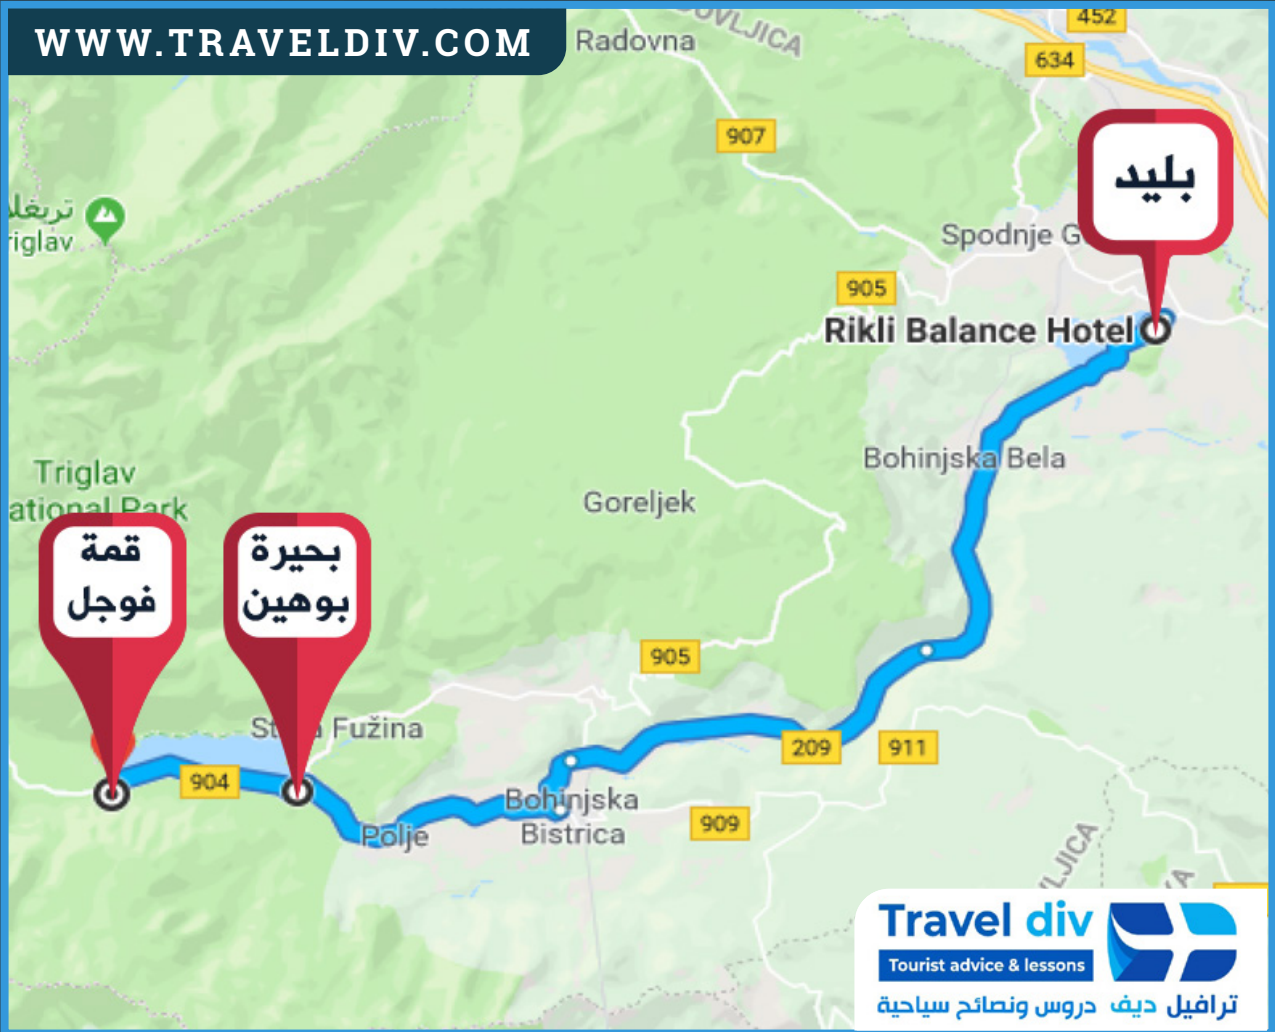 WWW.TRAVELDIV.COM
Radovna
452
634
907
بليد
تريغلا
riglav
Spodnje G
905
Rikli Balance Hotel
Bohinjska Bela
Triglav
ational Park
Goreljek
قمة
فوجل
بحيرة
بوهين
905
Fužina
209
911
904
Bohinjska
Bistrica
909
Polje
Travel div
Tourist advice & lessons
ترافيل ديف دروس ونصائح سياحية